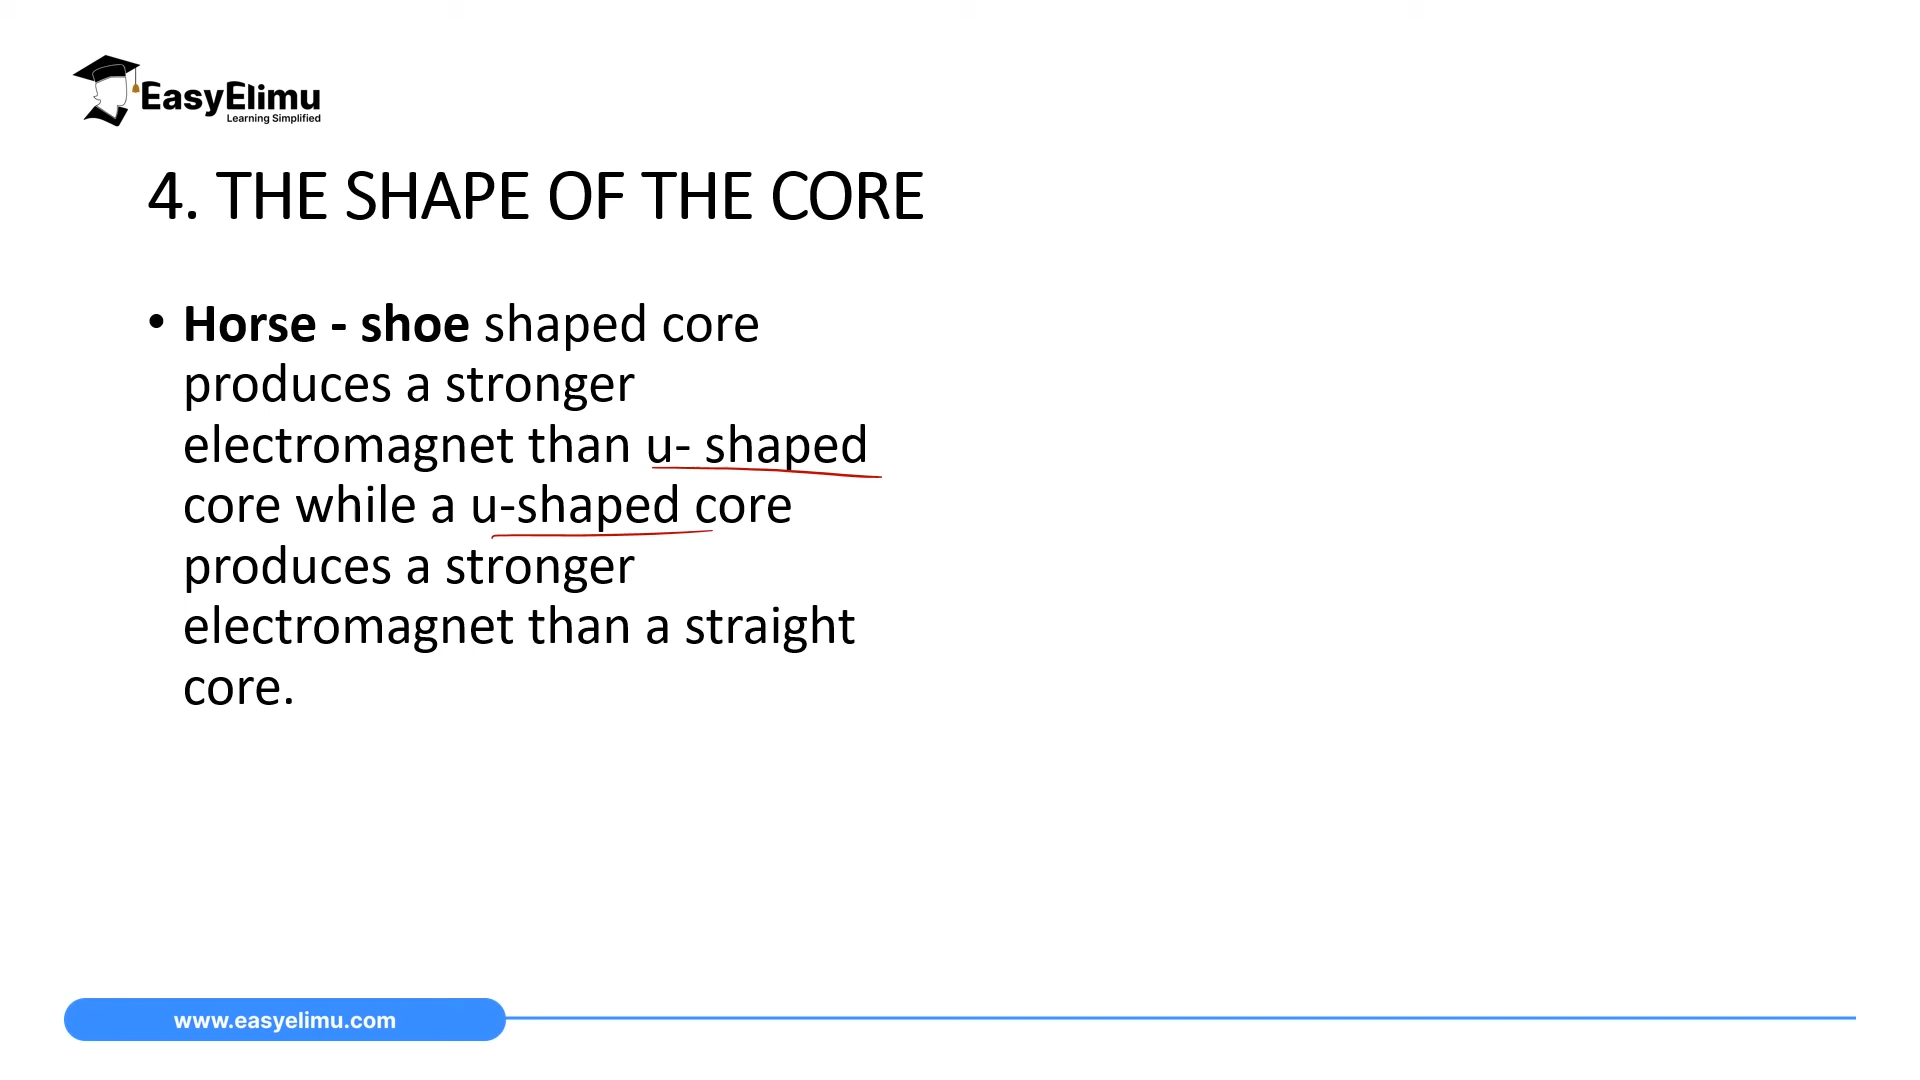 EasyElimu
Learning Simplified
4. THE SHAPE OF THE CORE
• Horse - shoe shaped core
produces a stronger
electromagnet than u- shaped
core while a u-shaped core
produces a stronger
electromagnet than a straight
core.
www.easyelimu.com